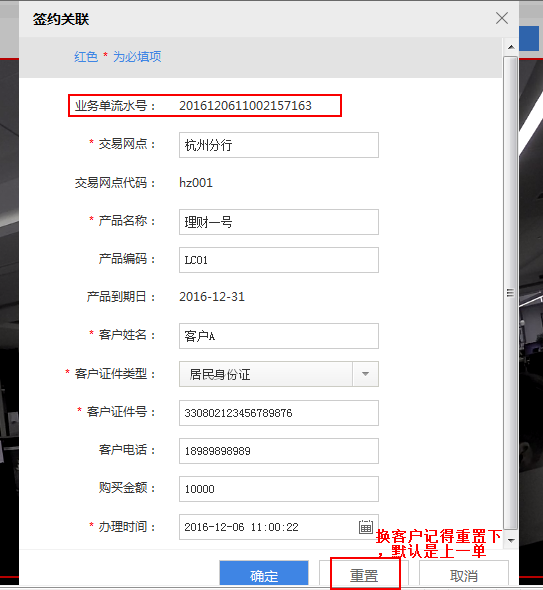 签约关联
红色 * 为必填项
业务单流水号： 2016120611002157163
* 交易网点： 杭州分行
交易网点代码： hz001
* 产品名称： 理财一号
产品编码： LC01
产品到期日： 2016-12-31
* 客户姓名： 客户A
* 客户证件类型： 居民身份证
* 客户证件号： 330802123456789876
客户电话： 18989898989
购买金额： 10000
* 办理时间： 2016-12-06 11:00:22
换客户记得重置下
，默认是上一单
确定 重置 取消